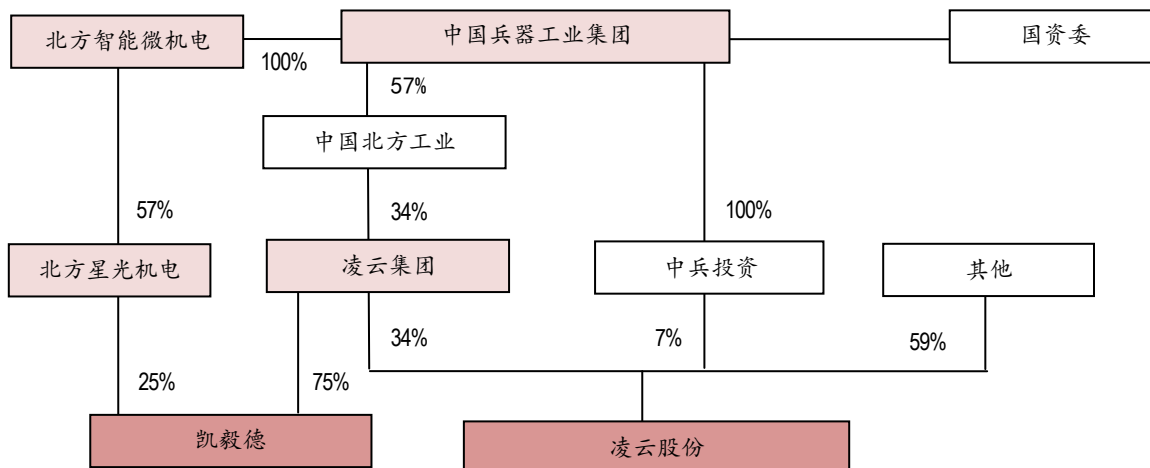 北方智能微机电
中国兵器工业集团
国资委
100%
57%
中国北方工业
57%
34%
100%
北方星光机电
凌云集团
中兵投资
其他
34%
7%
59%
25%
75%
凯毅德
凌云股份